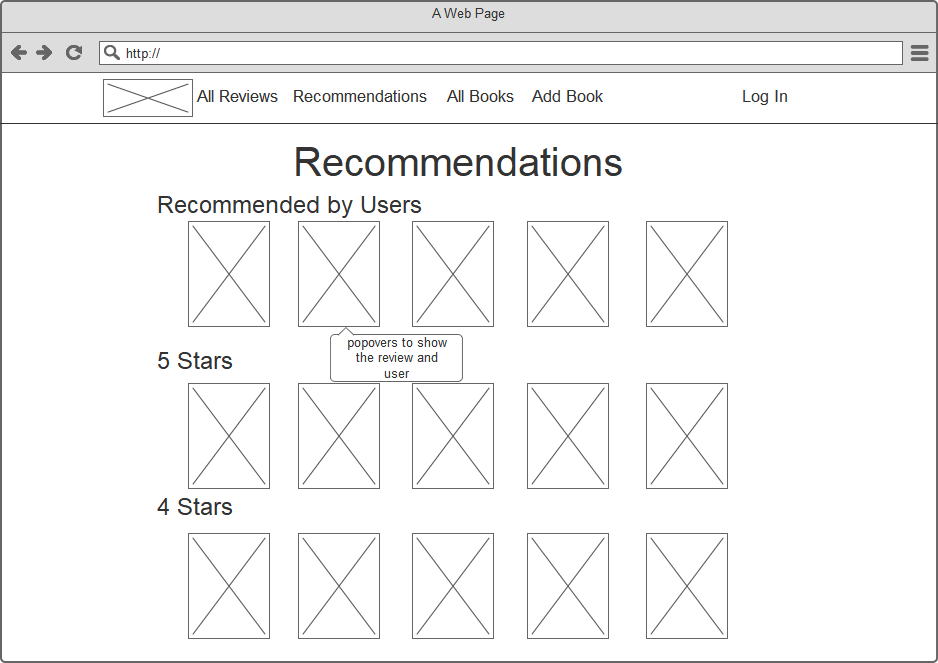 A Web Page
http://
All Reviews Recommendations All Books Add Book Log In
Recommendations
Recommended by Users
popovers to show
the review and
user
5 Stars
4 Stars